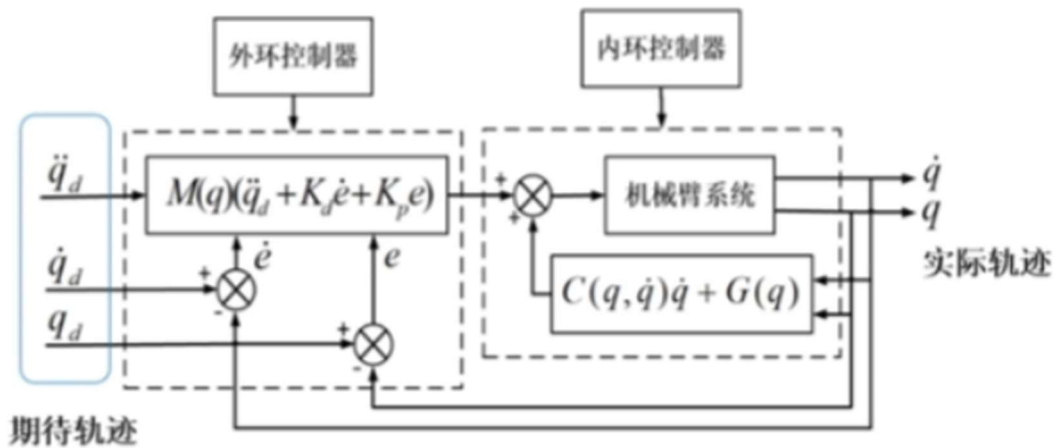 外环控制器
内环控制器
q̈_d
M(q)(q̈_d + K_d ė + K_p e)
+
+
机械臂系统
q̇
q
实际轨迹
q̇_d
+
-
ė
e
C(q, q̇)q̇ + G(q)
q_d
+
-
期待轨迹